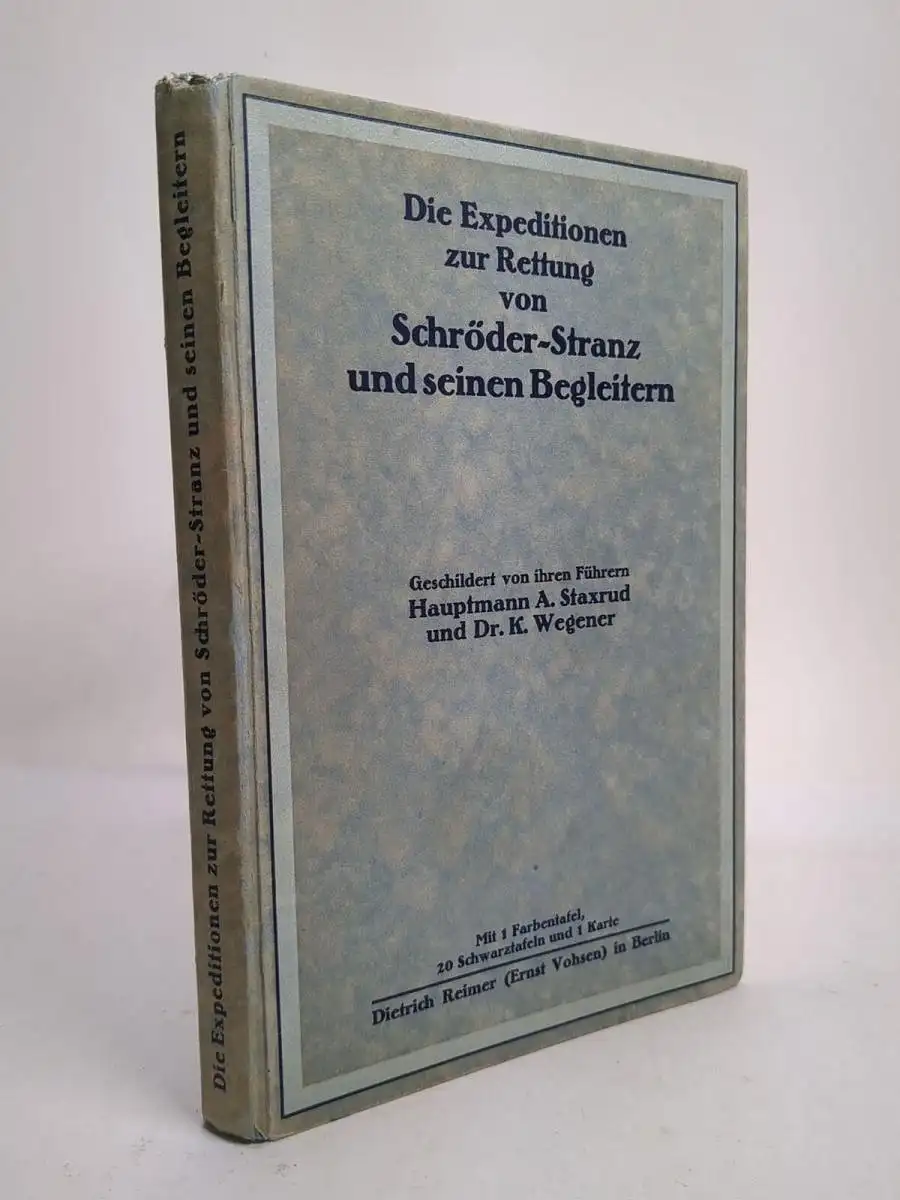 Die Expeditionen zur Rettung von Schröder-Stranz und seinen Begleitern
Die Expeditionen
zur Rettung
von
Schröder-Stranz
und seinen Begleitern
Geschildert von ihren Führern
Hauptmann A. Staxrud
und Dr. K. Wegener
Mit 1 Farbentafel,
20 Schwarztafeln und 1 Karte
Dietrich Reimer (Ernst Vohsen) in Berlin